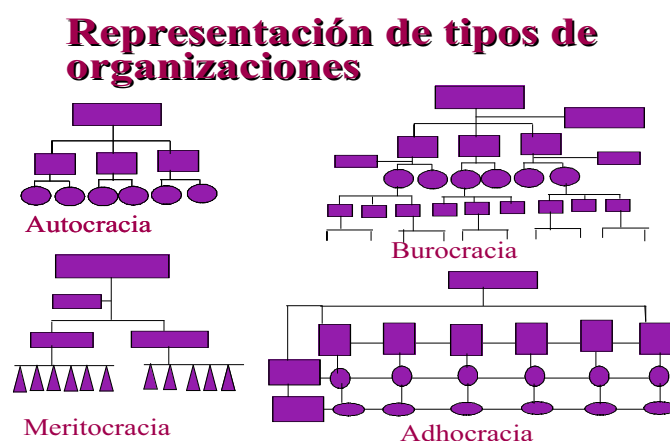 Representación de tipos de
organizaciones
Autocracia
Burocracia
Meritocracia
Adhocracia